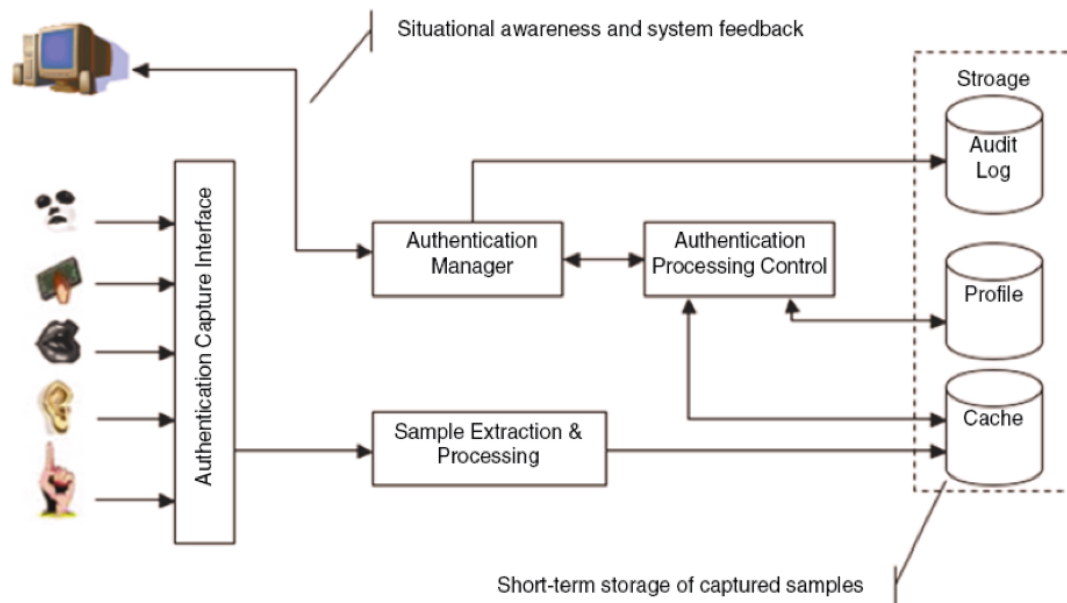 Situational awareness and system feedback
Stroage
Audit
Log
Authentication Capture Interface
Authentication
Manager
Authentication
Processing Control
Profile
Sample Extraction &
Processing
Cache
Short-term storage of captured samples